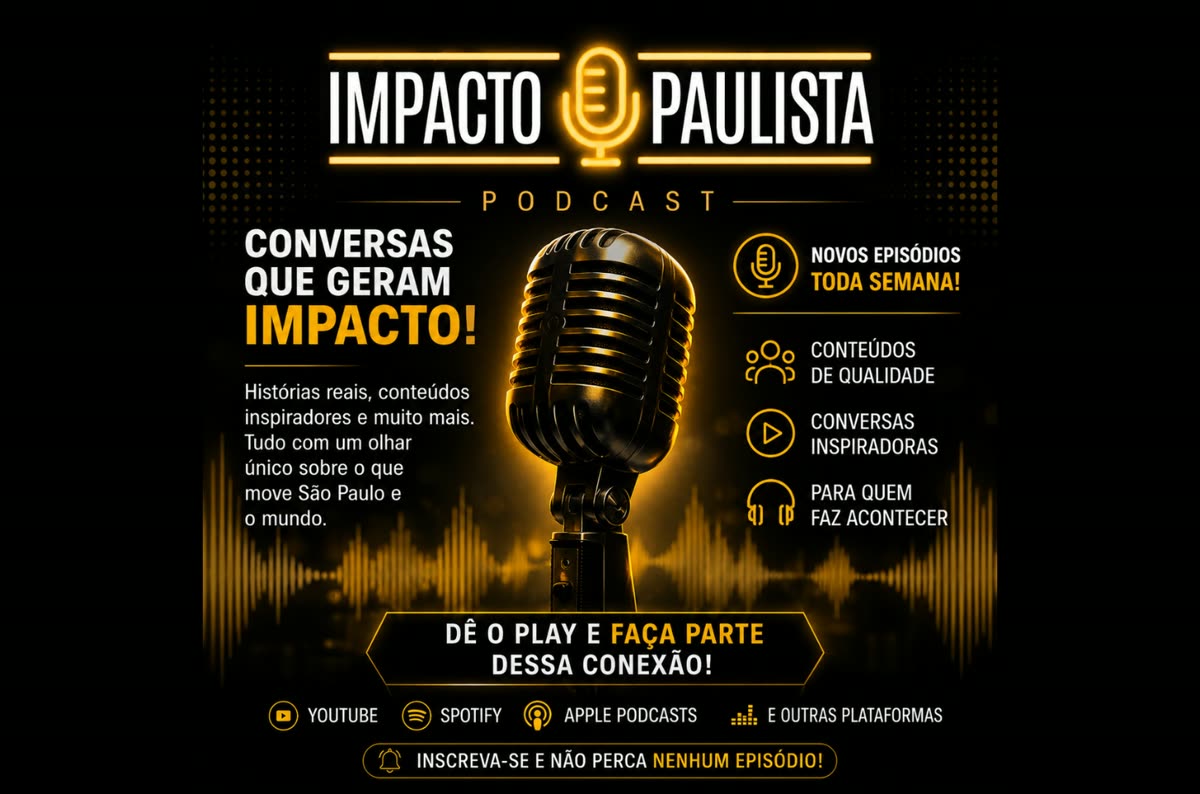 IMPACTO PAULISTA
PODCAST
CONVERSAS
QUE GERAM
IMPACTO!
Histórias reais, conteúdos
inspiradores e muito mais.
Tudo com um olhar
único sobre o que
move São Paulo e
o mundo.
NOVOS EPISÓDIOS
TODA SEMANA!
CONTEÚDOS
DE QUALIDADE
CONVERSAS
INSPIRADORAS
PARA QUEM
FAZ ACONTECER
DÊ O PLAY E FAÇA PARTE
DESSA CONEXÃO!
YOUTUBE SPOTIFY APPLE PODCASTS E OUTRAS PLATAFORMAS
INSCREVA-SE E NÃO PERCA NENHUM EPISÓDIO!